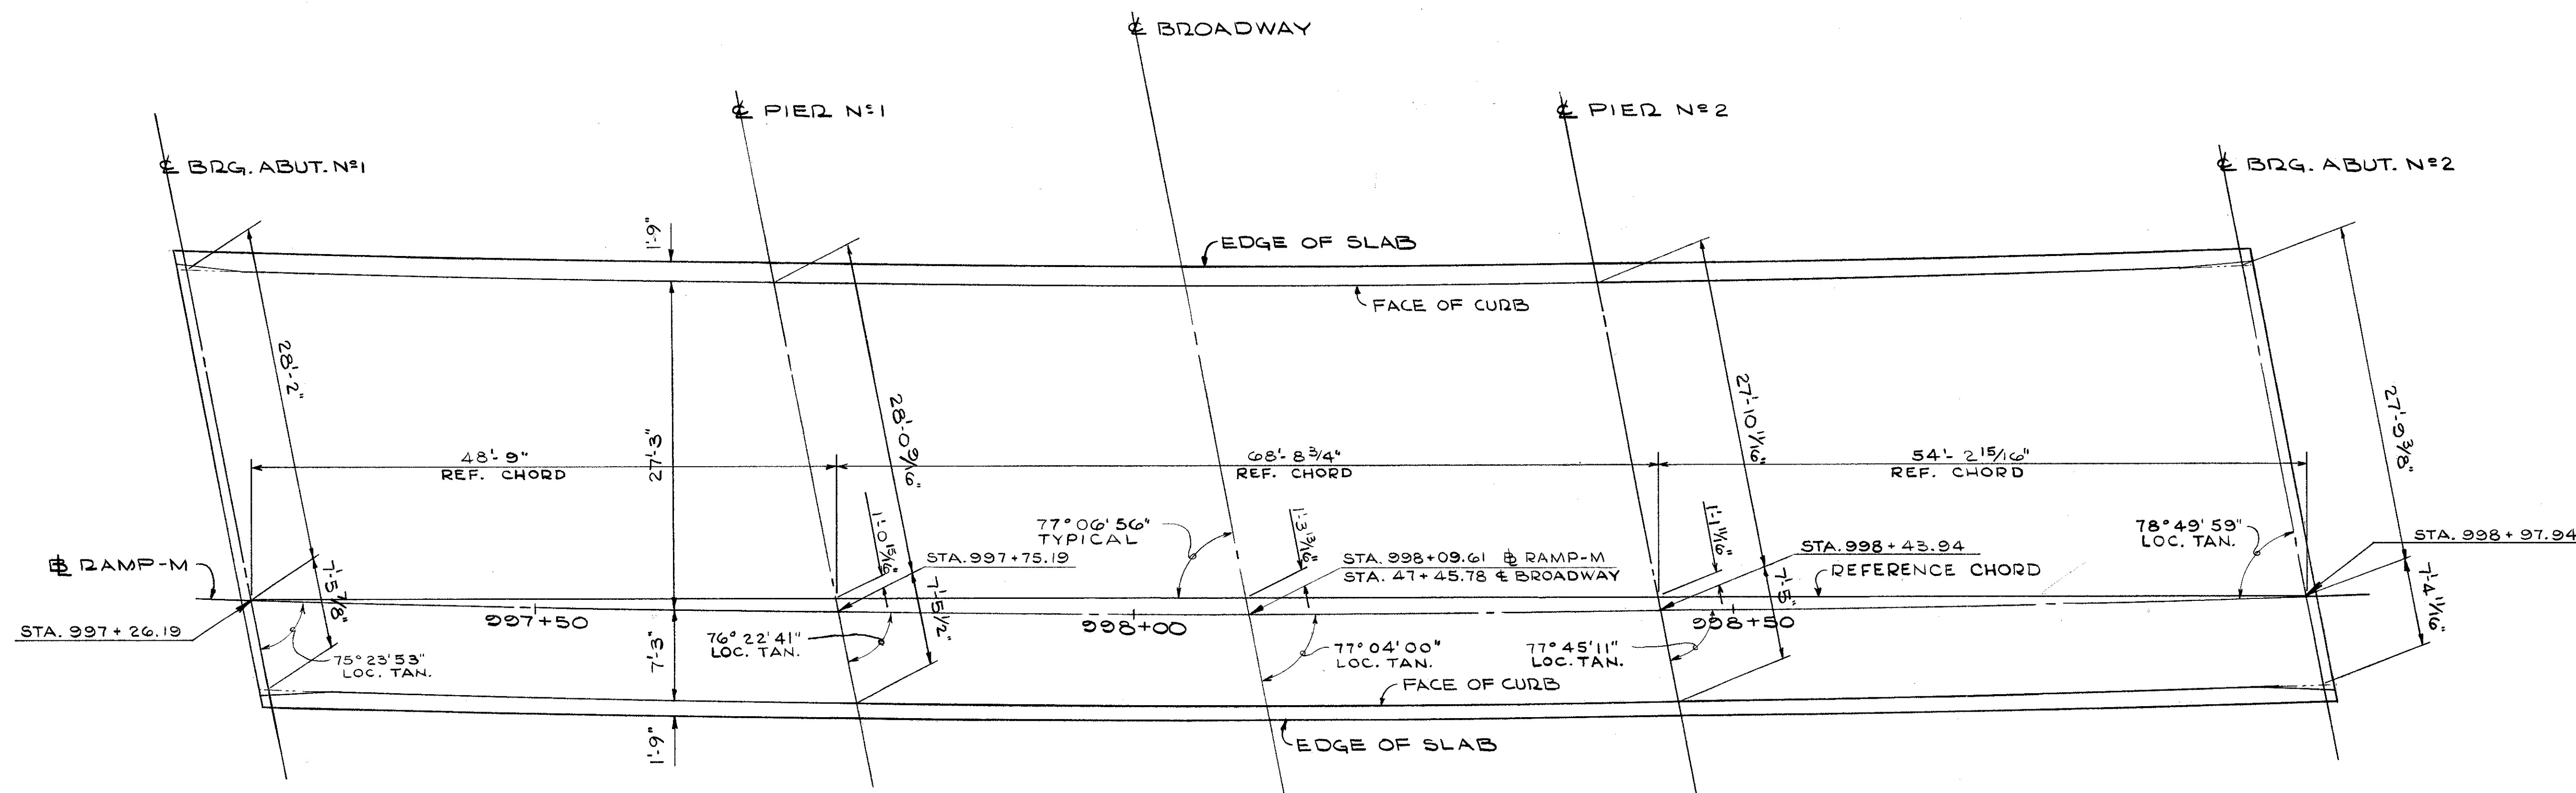 ℄ BROADWAY
℄ PIER Nº1
℄ PIER Nº2
℄ BRG. ABUT. Nº1
℄ BRG. ABUT. Nº2
1'-6"
EDGE OF SLAB
FACE OF CURB
28'-2"
27'-3"
28'-0 9/16"
27'-10 11/16"
27'-9 3/8"
48'-9"
REF. CHORD
68'-8 3/4"
REF. CHORD
54'-2 15/16"
REF. CHORD
1'-0 15/16"
77°06'56"
TYPICAL
1'-3 3/16"
1'-1 11/16"
78°49'59"
LOC. TAN.
STA. 998+97.94
STA. 997+75.19
STA. 998+09.61 BL RAMP-M
STA. 47+45.78 ℄ BROADWAY
STA. 998+43.94
REFERENCE CHORD
BL RAMP-M
7'-5 7/8"
7'-5 1/2"
7'-5"
7'-4 11/16"
STA. 997+26.19
997+50
998+00
998+50
75°23'53"
LOC. TAN.
7'-3"
76°22'41"
LOC. TAN.
77°04'00"
LOC. TAN.
77°45'11"
LOC. TAN.
FACE OF CURB
1'-6"
EDGE OF SLAB